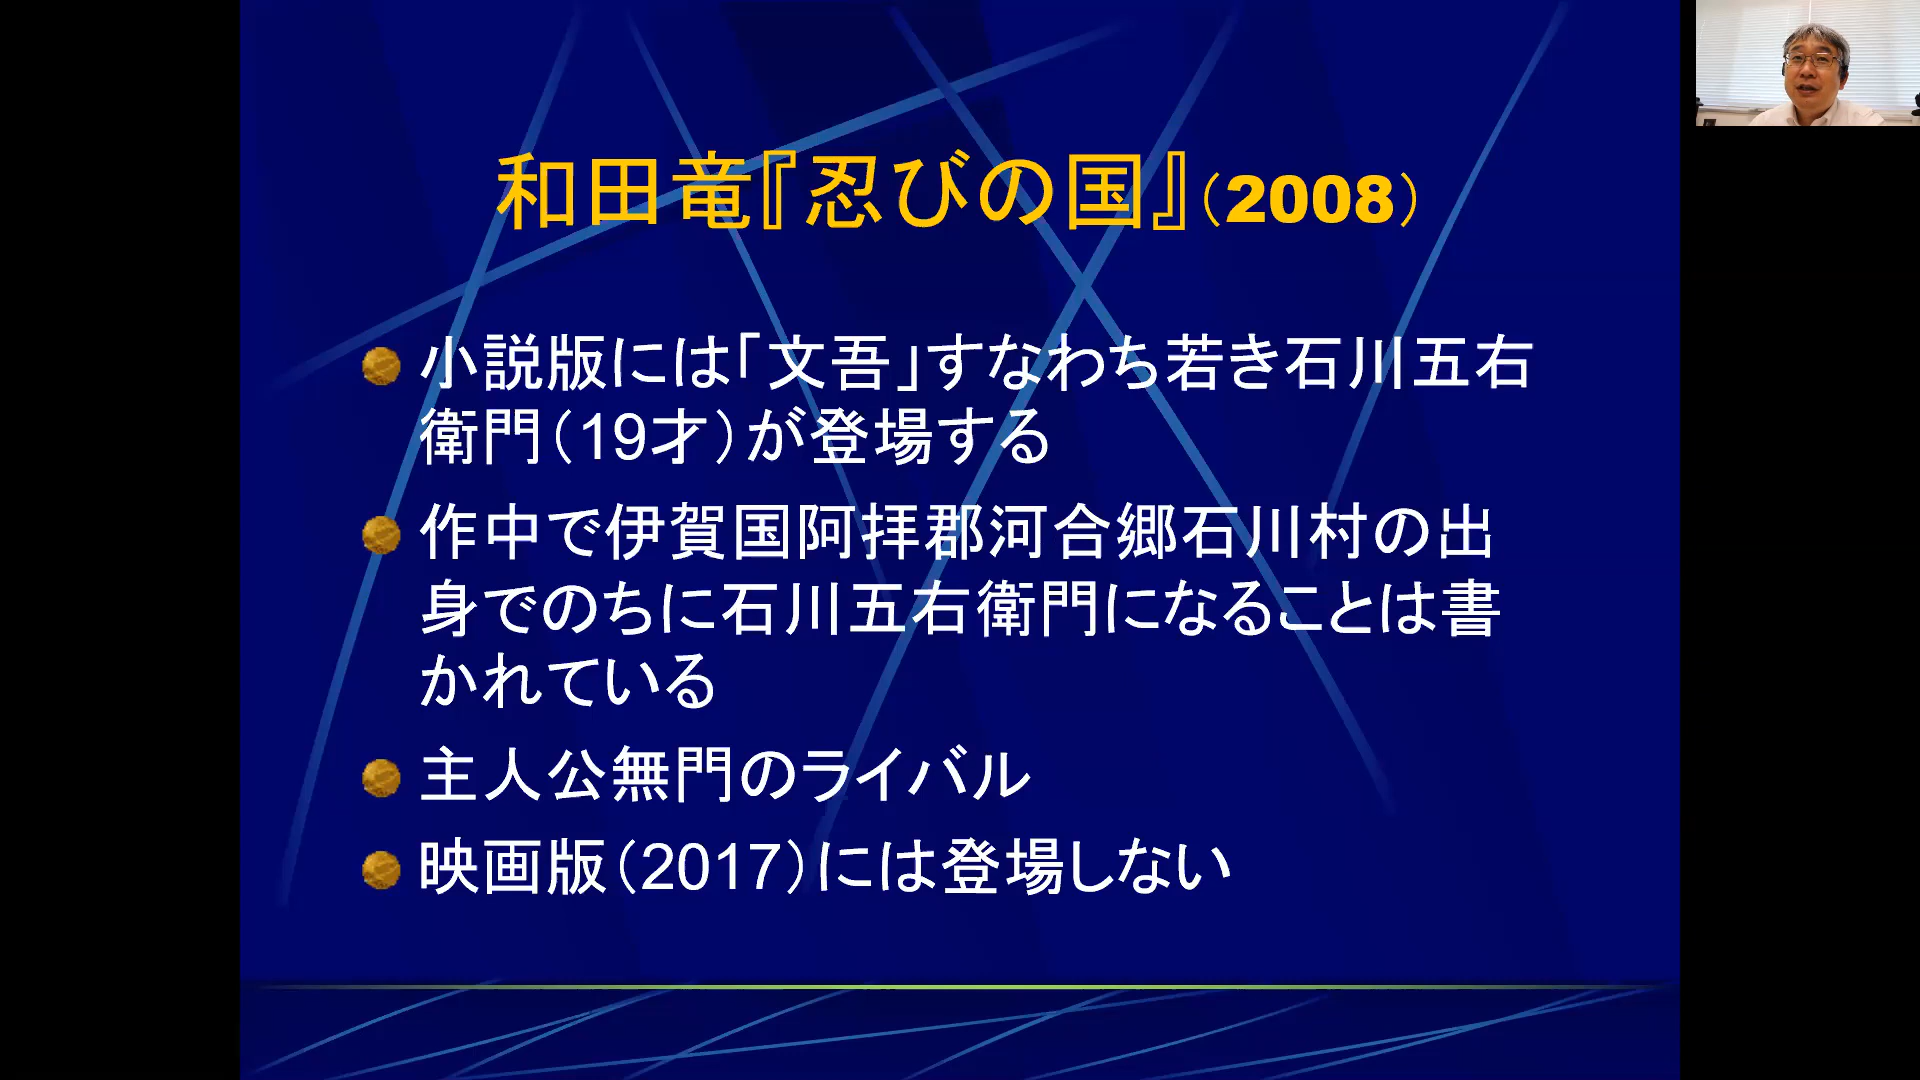 和田竜『忍びの国』（2008）
小説版には「文吾」すなわち若き石川五右
衛門（19才）が登場する
作中で伊賀国阿拝郡河合郷石川村の出
身でのちに石川五右衛門になることは書
かれている
主人公無門のライバル
映画版（2017）には登場しない